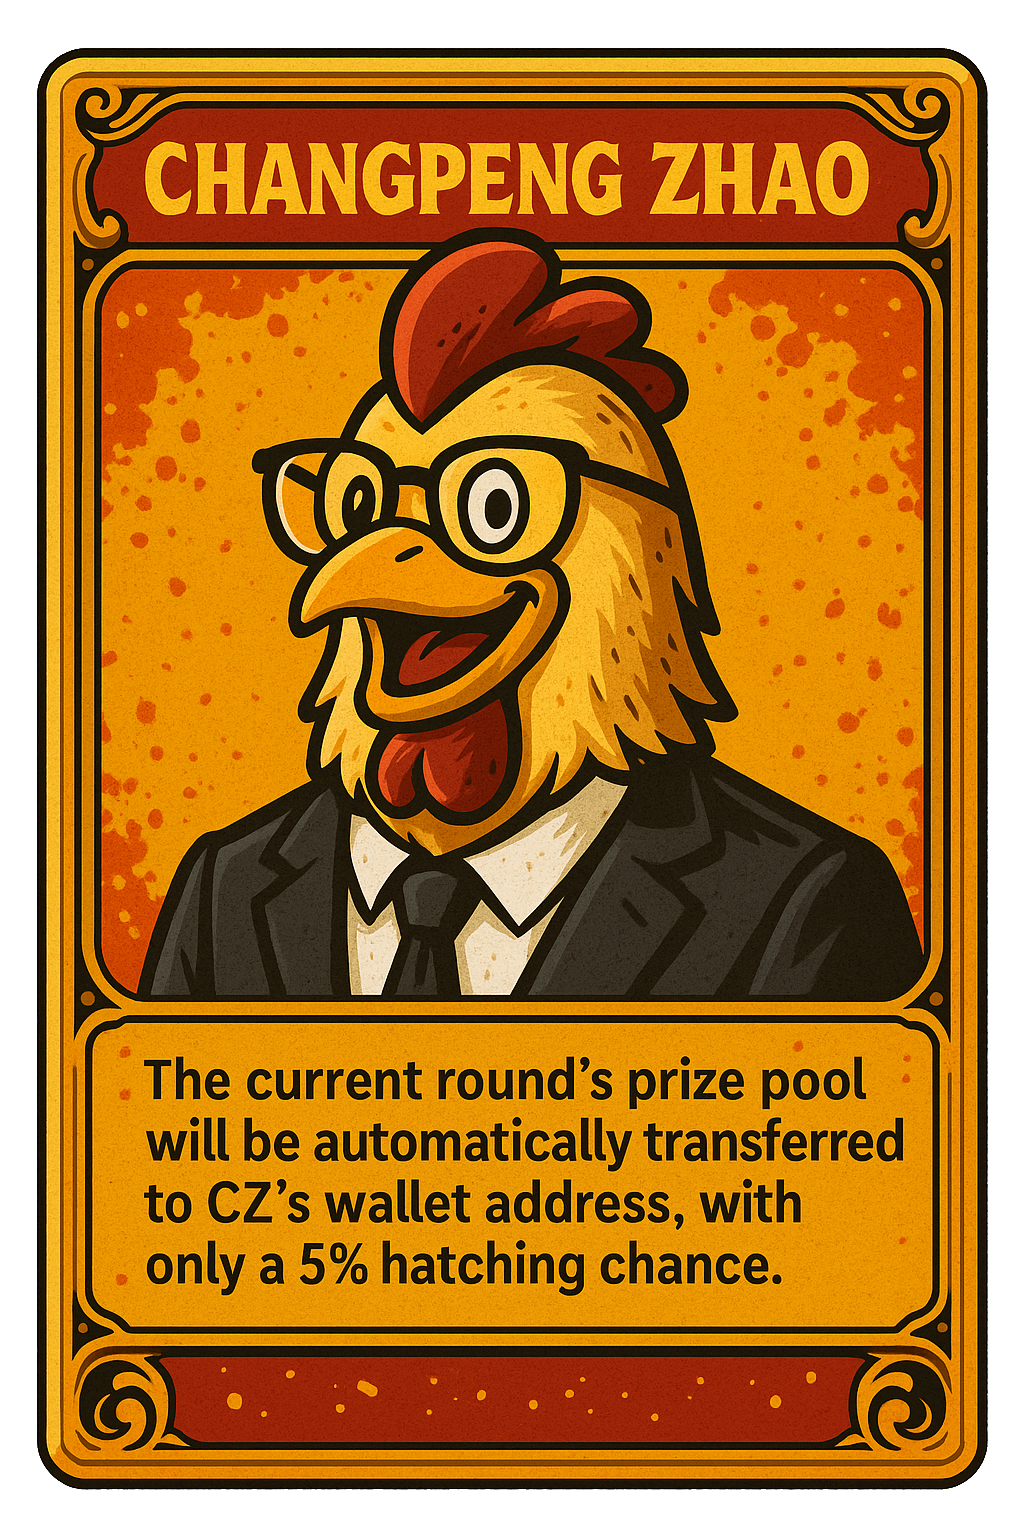 CHANGPENG ZHAO
The current round’s prize pool
will be automatically transferred
to CZ’s wallet address, with
only a 5% hatching chance.